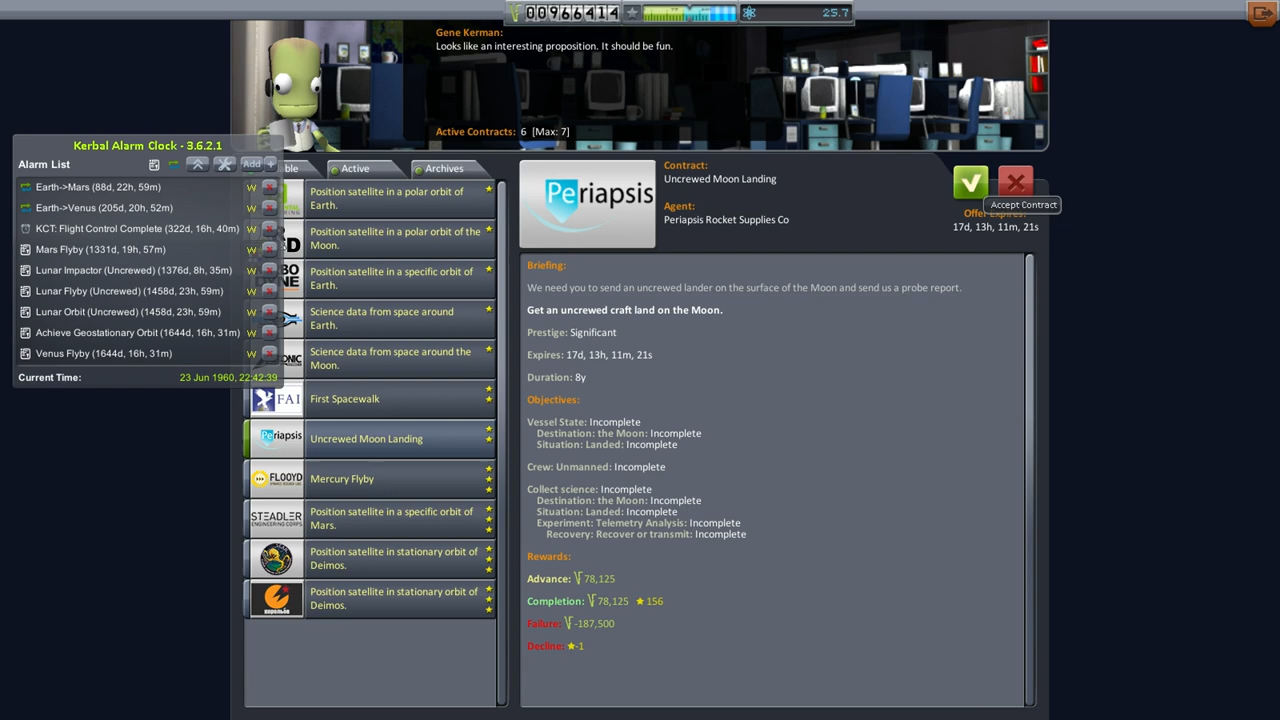 00966414
25.7
Gene Kerman:
Looks like an interesting proposition. It should be fun.
Active Contracts: 6 [Max: 7]
Kerbal Alarm Clock - 3.6.2.1
Alarm List
Add +
Earth->Mars (88d, 22h, 59m) W
Earth->Venus (205d, 20h, 52m) W
KCT: Flight Control Complete (322d, 16h, 40m) W
Mars Flyby (1331d, 19h, 57m) W
Lunar Impactor (Uncrewed) (1376d, 8h, 35m) W
Lunar Flyby (Uncrewed) (1458d, 23h, 59m) W
Lunar Orbit (Uncrewed) (1458d, 23h, 59m) W
Achieve Geostationary Orbit (1644d, 16h, 31m) W
Venus Flyby (1644d, 16h, 31m) W
Current Time: 23 Jun 1960, 22:42:39
Active
Archives
Position satellite in a polar orbit of
Earth.
Position satellite in a polar orbit of the
Moon.
Position satellite in a specific orbit of
Earth.
Science data from space around
Earth.
Science data from space around the
Moon.
FAI
First Spacewalk
Periapsis
Uncrewed Moon Landing
FLOOYD
Mercury Flyby
STEADLER
ENGINEERING CORPS
Position satellite in a specific orbit of
Mars.
Position satellite in stationary orbit of
Deimos.
Position satellite in stationary orbit of
Deimos.
Periapsis
Contract:
Uncrewed Moon Landing
Agent:
Periapsis Rocket Supplies Co
Accept Contract
Offer Expires:
17d, 13h, 11m, 21s
Briefing:
We need you to send an uncrewed lander on the surface of the Moon and send us a probe report.
Get an uncrewed craft land on the Moon.
Prestige: Significant
Expires: 17d, 13h, 11m, 21s
Duration: 8y
Objectives:
Vessel State: Incomplete
Destination: the Moon: Incomplete
Situation: Landed: Incomplete
Crew: Unmanned: Incomplete
Collect science: Incomplete
Destination: the Moon: Incomplete
Situation: Landed: Incomplete
Experiment: Telemetry Analysis: Incomplete
Recovery: Recover or transmit: Incomplete
Rewards:
Advance: 78,125
Completion: 78,125 156
Failure: -187,500
Decline: -1